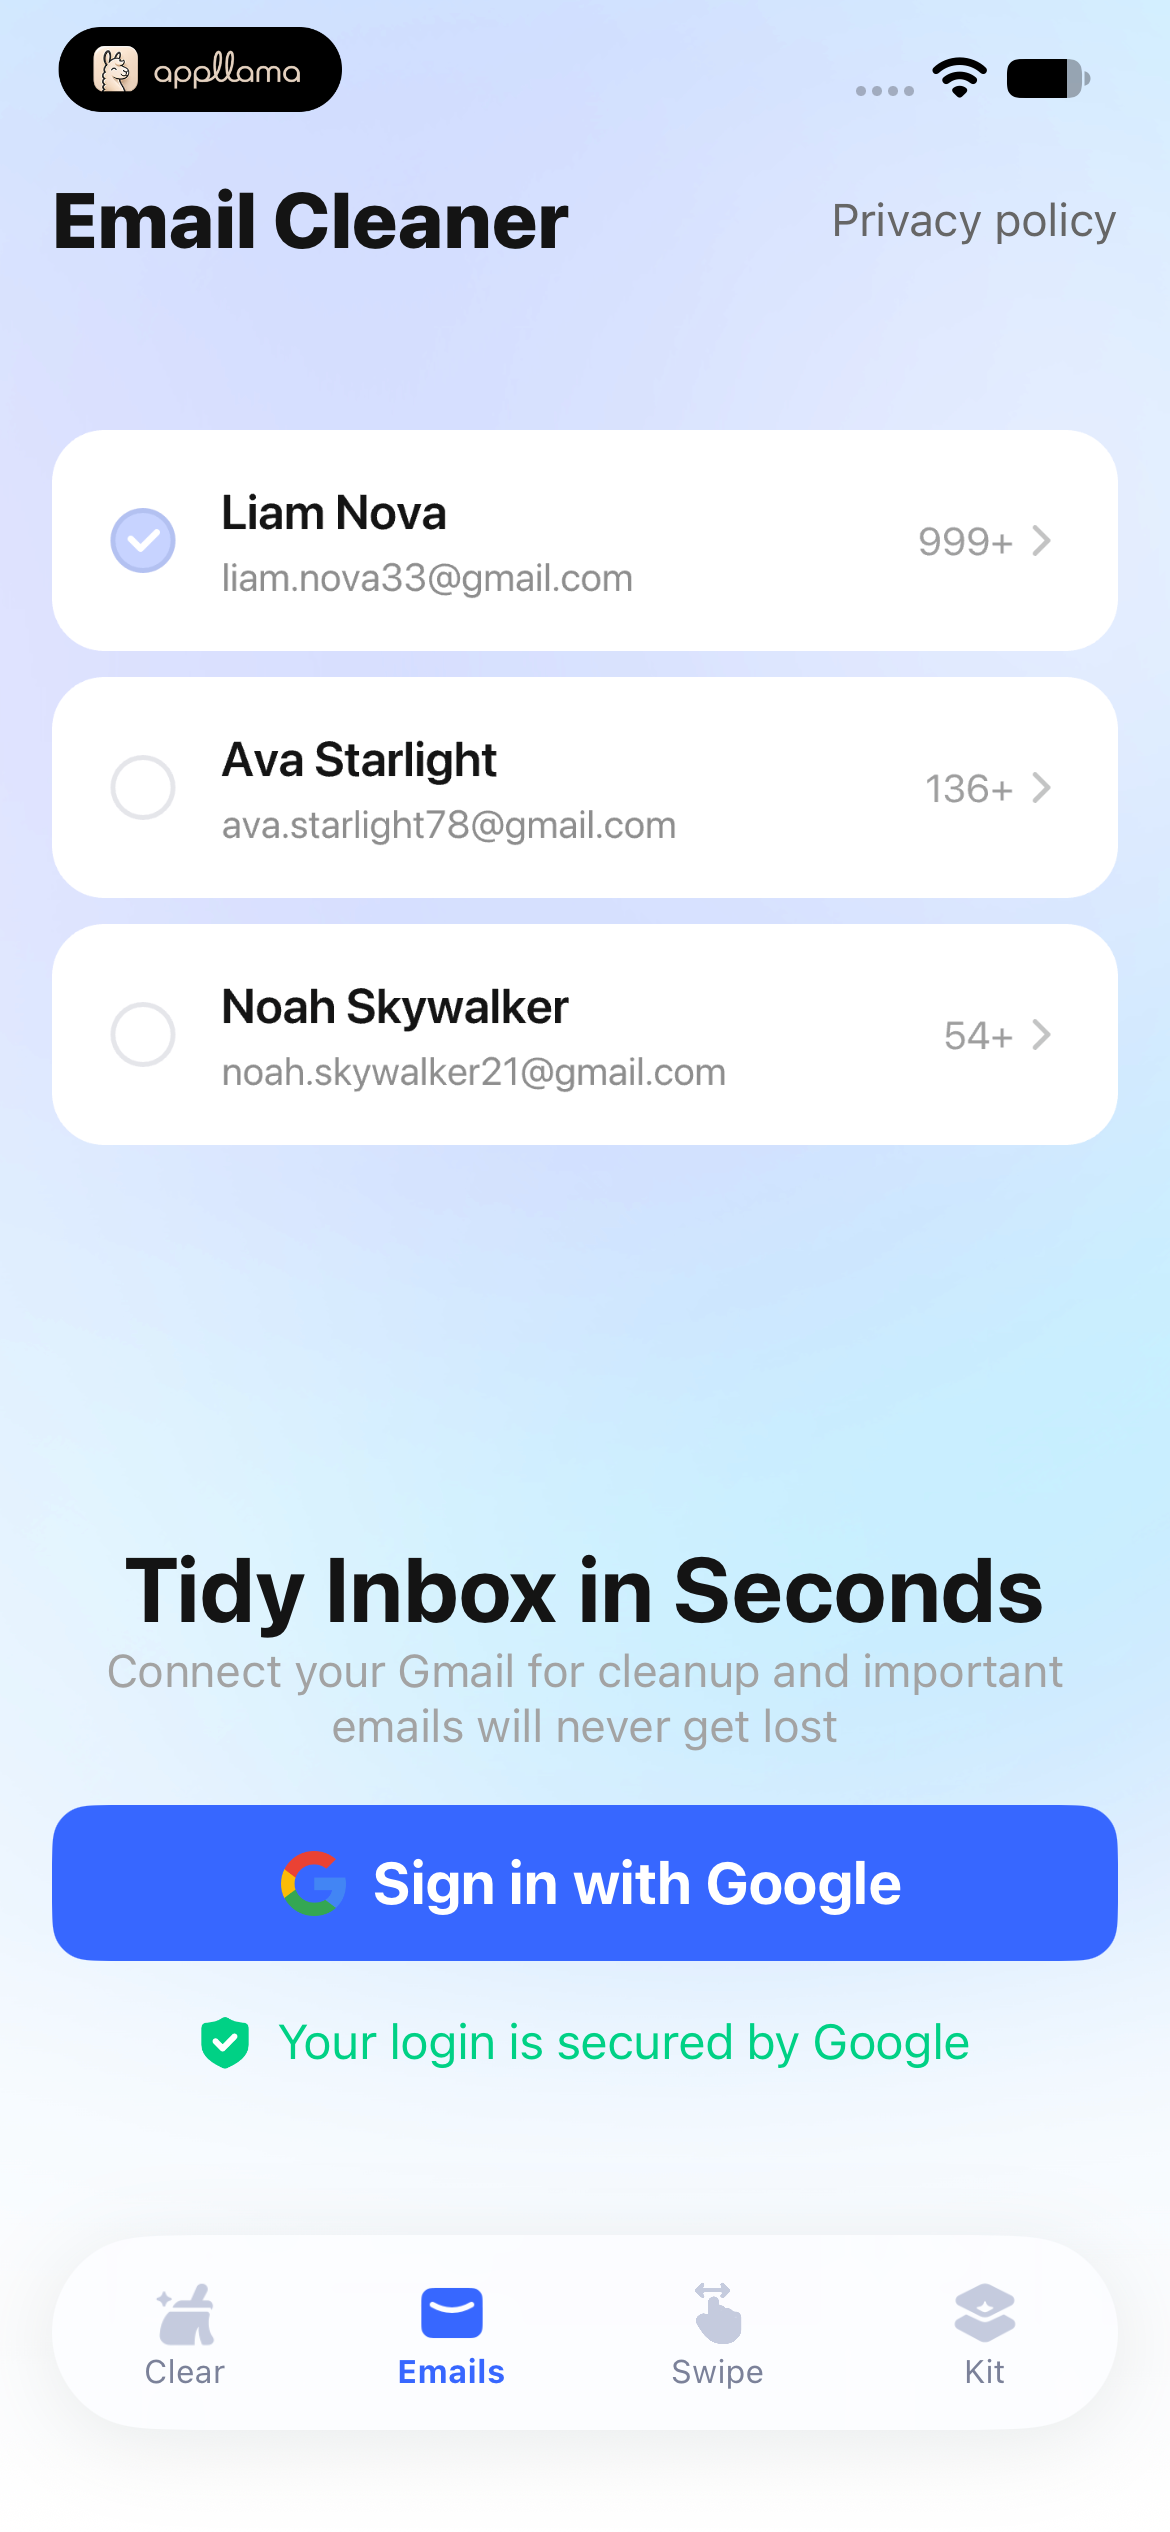 appllama
Email Cleaner
Privacy policy
Liam Nova
liam.nova33@gmail.com
999+
Ava Starlight
ava.starlight78@gmail.com
136+
Noah Skywalker
noah.skywalker21@gmail.com
54+
Tidy Inbox in Seconds
Connect your Gmail for cleanup and important
emails will never get lost
Sign in with Google
Your login is secured by Google
Clear
Emails
Swipe
Kit